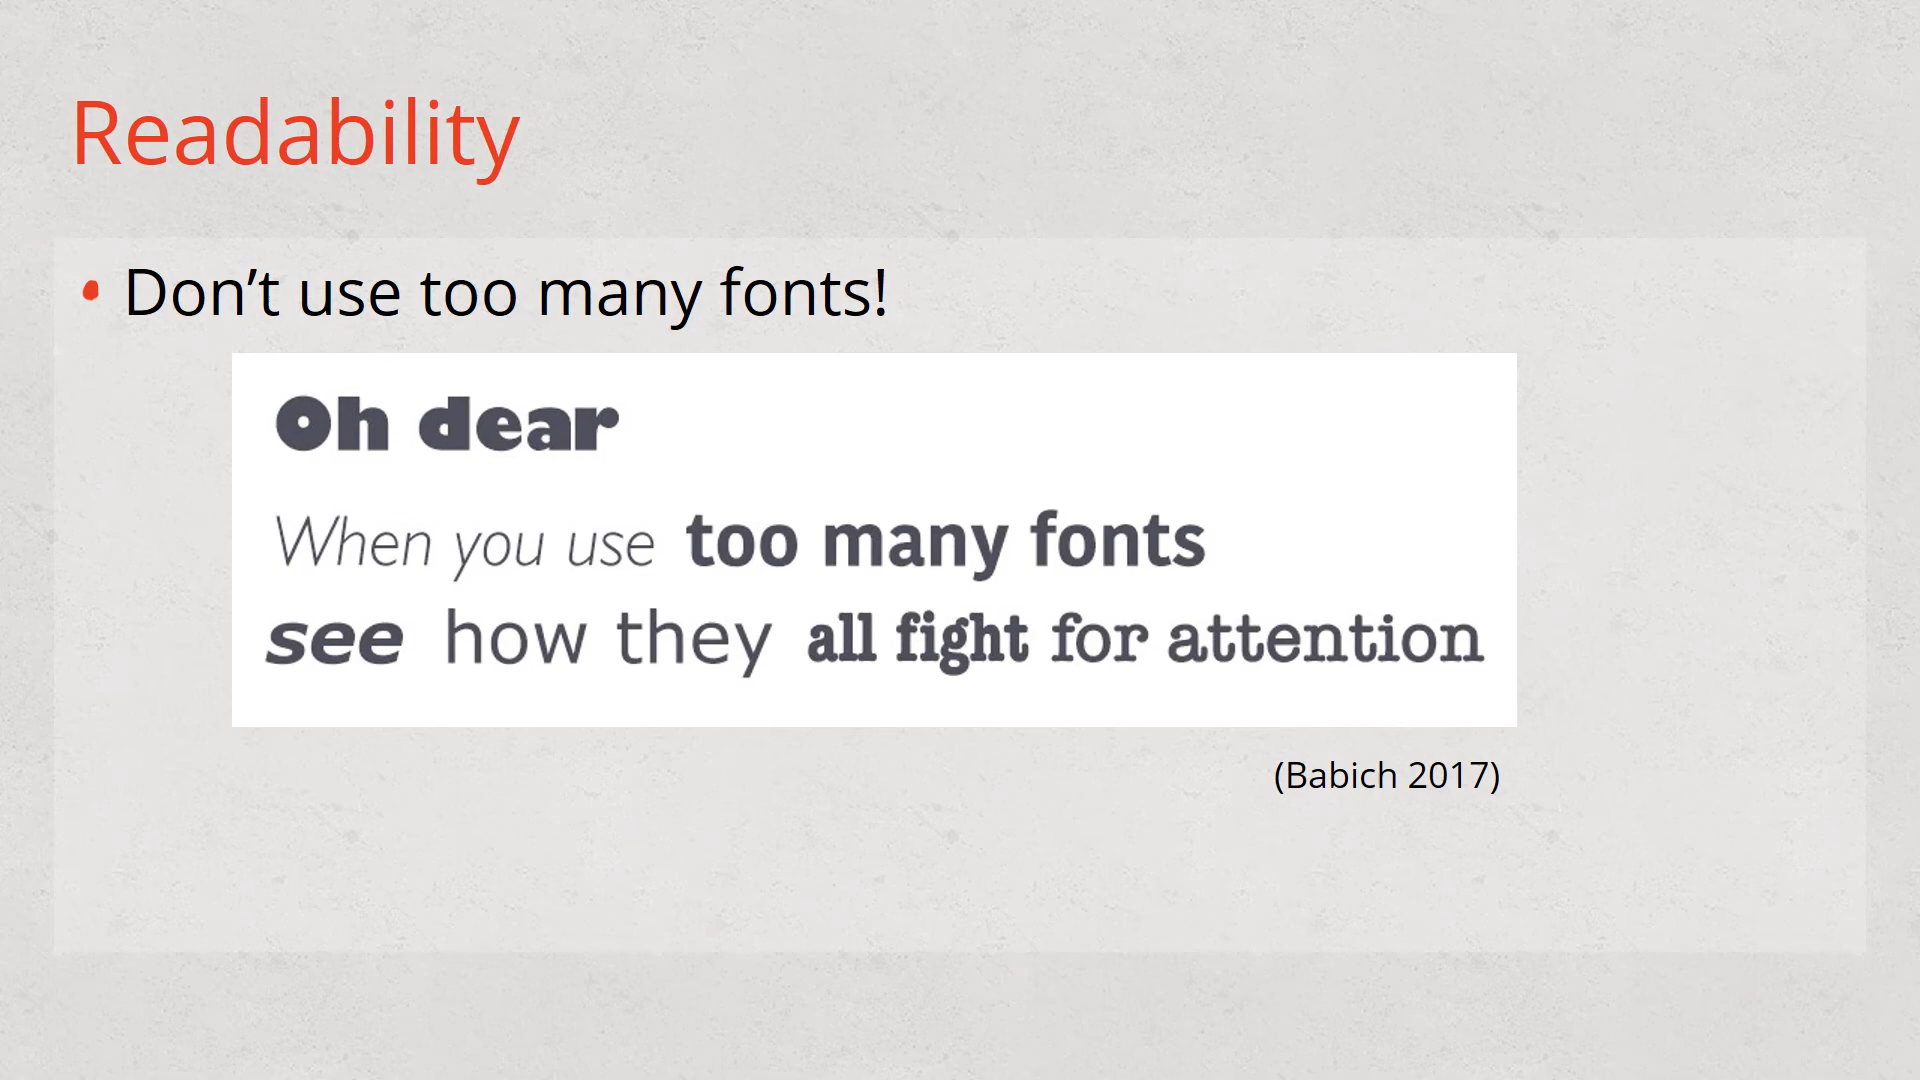 Readability
• Don’t use too many fonts!
Oh dear
When you use too many fonts
see how they all fight for attention
(Babich 2017)